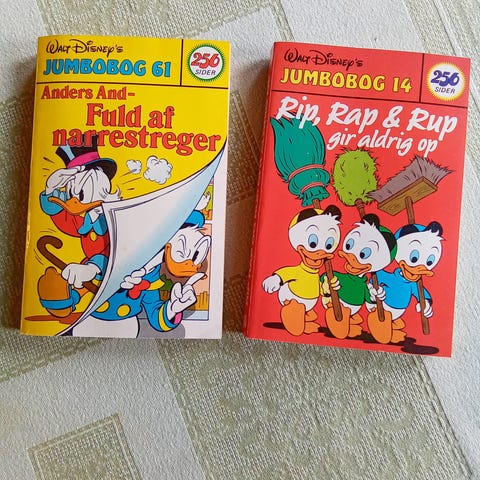 Walt Disney's
JUMBOBOG 61
256
SIDER
Anders And-
Fuld af
narrestreger
Walt Disney's
JUMBOBOG 14
256
SIDER
Rip, Rap & Rup
gir aldrig op